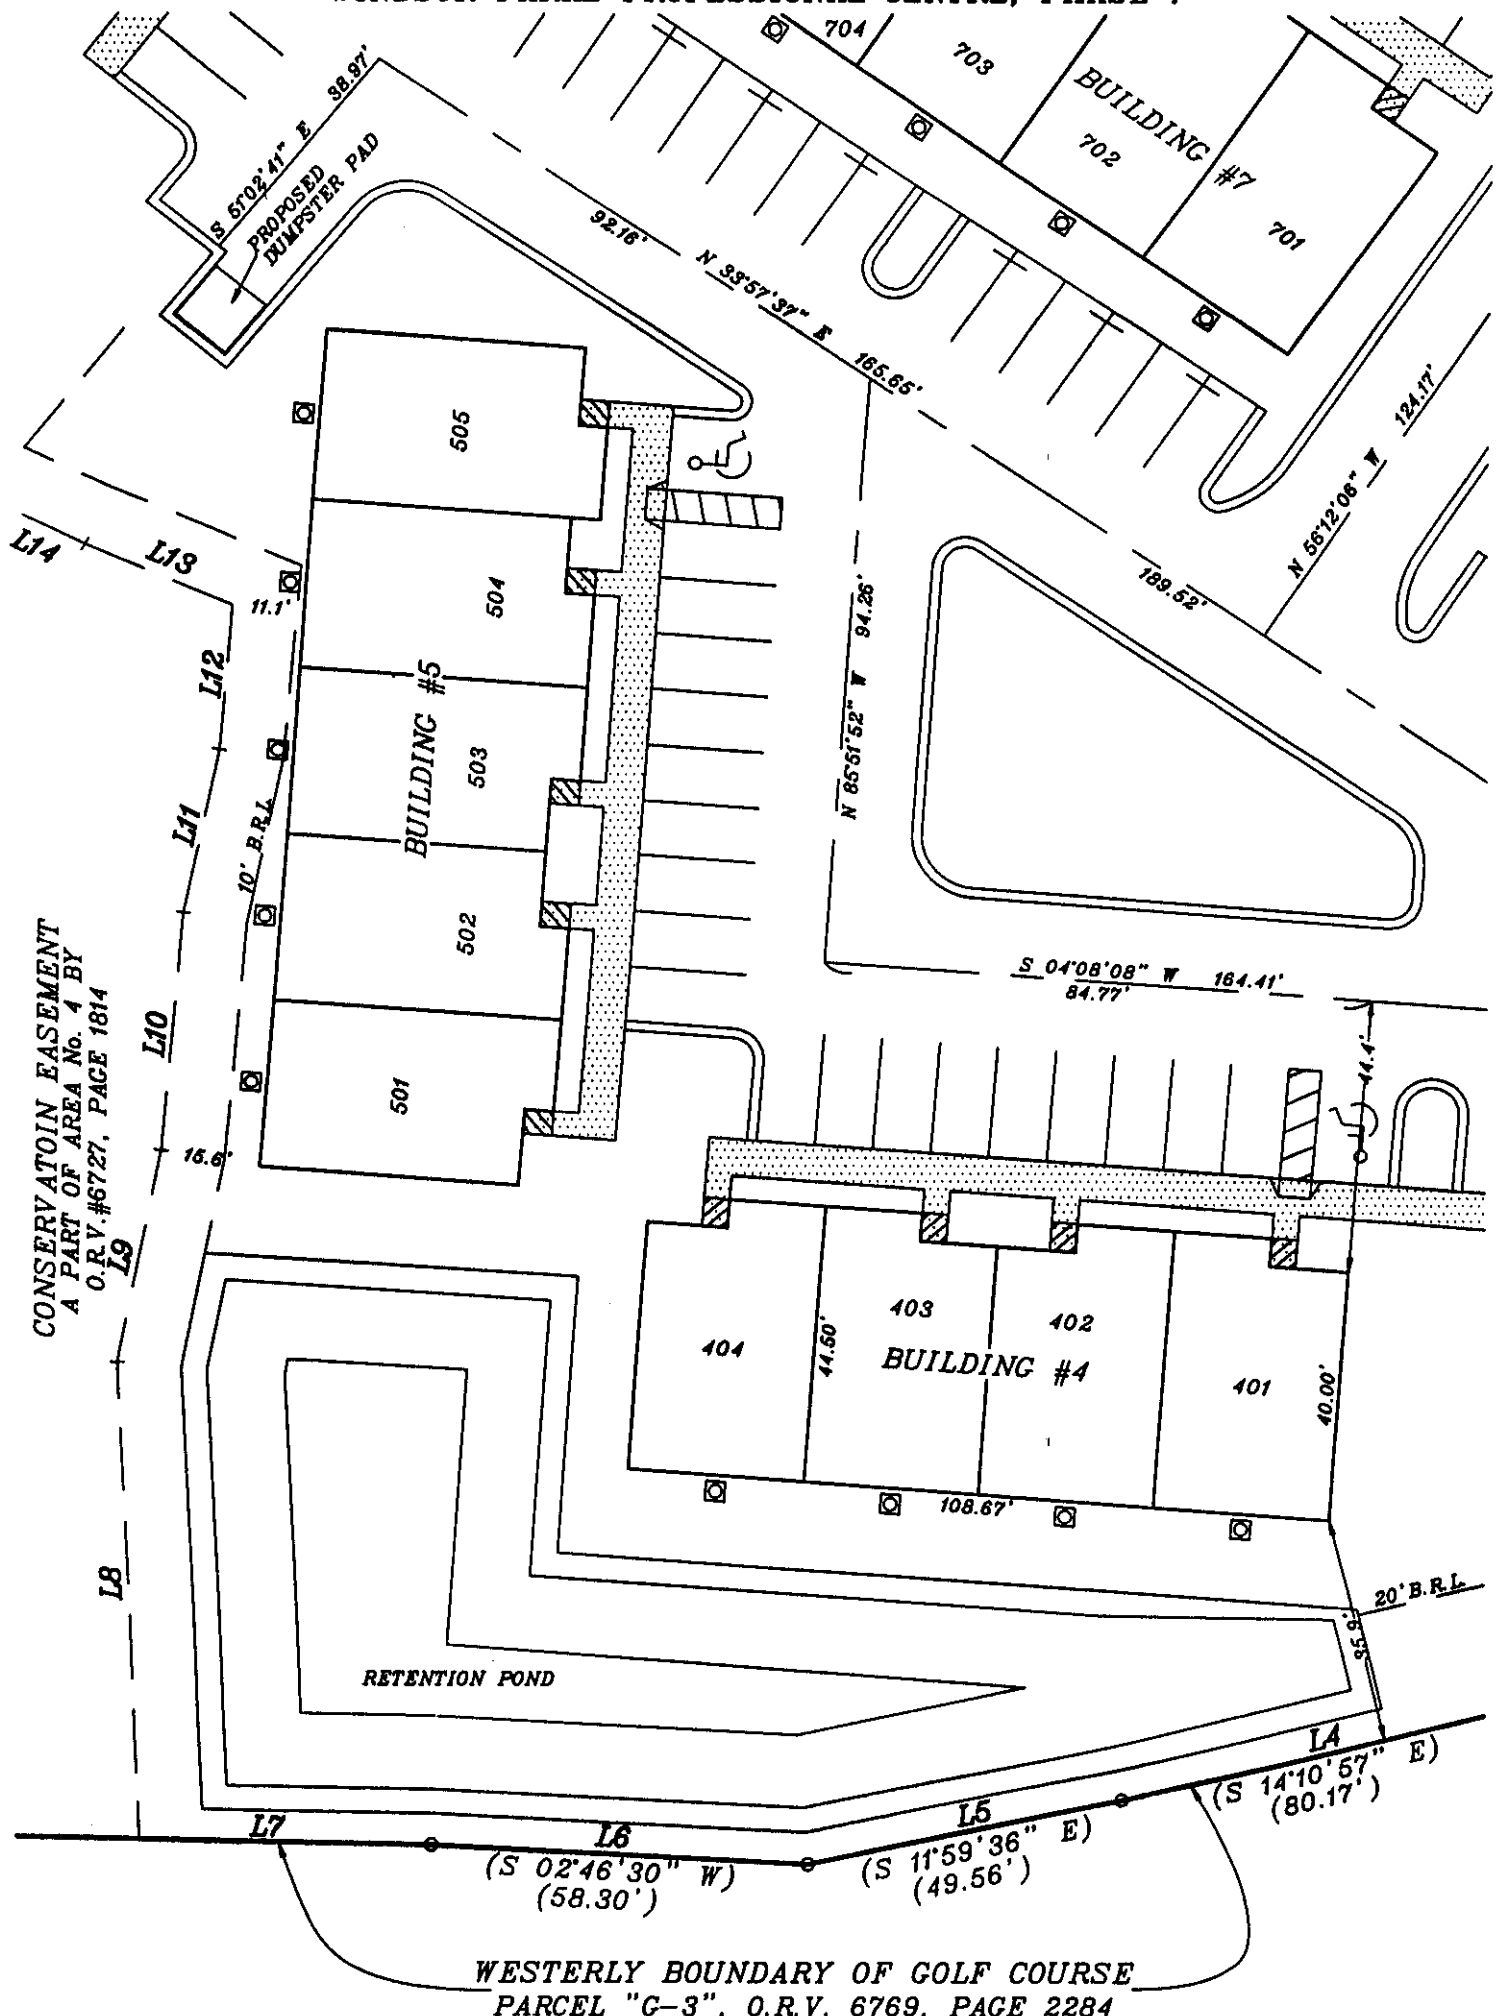 704
703
BUILDING #7
702
701
S 51°02'41" E 38.97'
PROPOSED
DUMPSTER PAD
92.16'
N 33°57'37" E 165.65'
124.17'
N 56°12'06" W
189.52'
505
504
BUILDING #5
503
502
501
L14
L13
11.1'
L12
L11
10' B.R.L.
L10
15.6'
L9
L8
CONSERVATOIN EASEMENT
A PART OF AREA No. 4 BY
O.R.V.#6727, PAGE 1814
N 85°51'52" W 94.26'
S 04°08'08" W 164.41'
84.77'
44.4'
404
44.50'
403
402
BUILDING #4
401
40.00'
108.67'
20' B.R.L.
35.9'
RETENTION POND
L4
(S 14°10'57" E)
(80.17')
L5
(S 11°59'36" E)
(49.56')
L7
L6
(S 02°46'30" W)
(58.30')
WESTERLY BOUNDARY OF GOLF COURSE
PARCEL "G-3", O.R.V. 6769, PAGE 2284